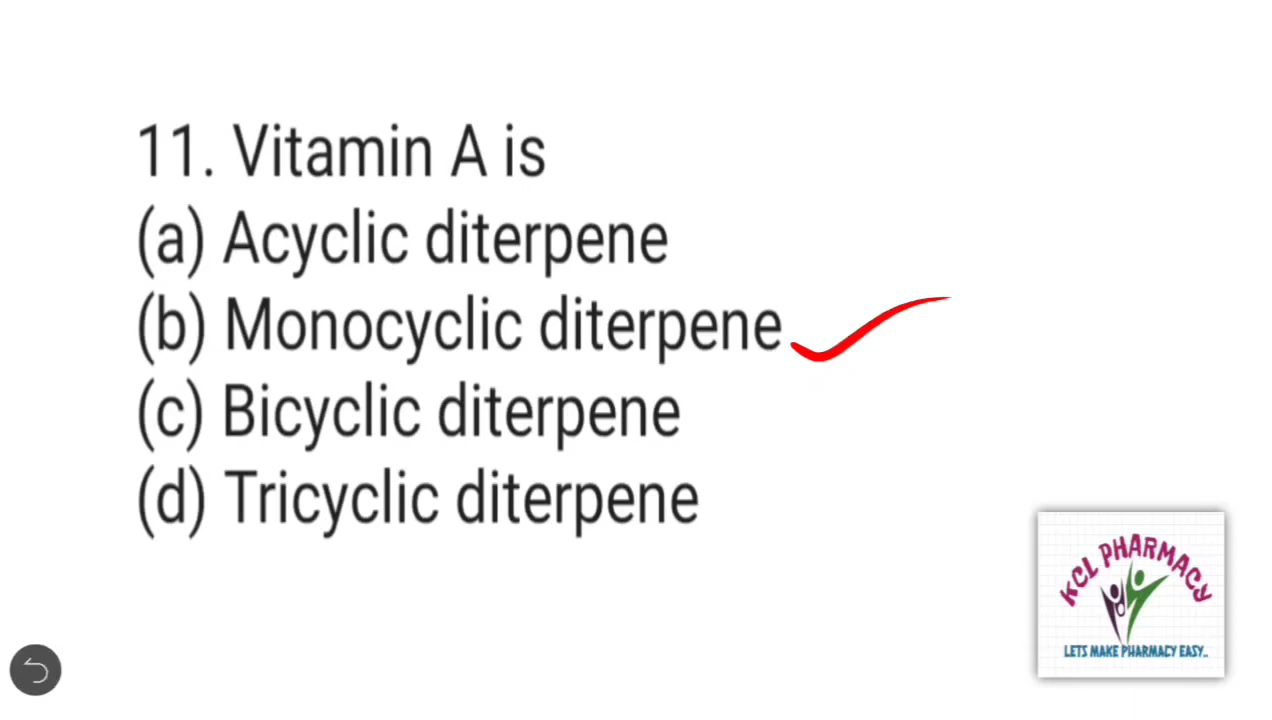 11. Vitamin A is
(a) Acyclic diterpene
(b) Monocyclic diterpene
(c) Bicyclic diterpene
(d) Tricyclic diterpene
KCL PHARMACY
LETS MAKE PHARMACY EASY..